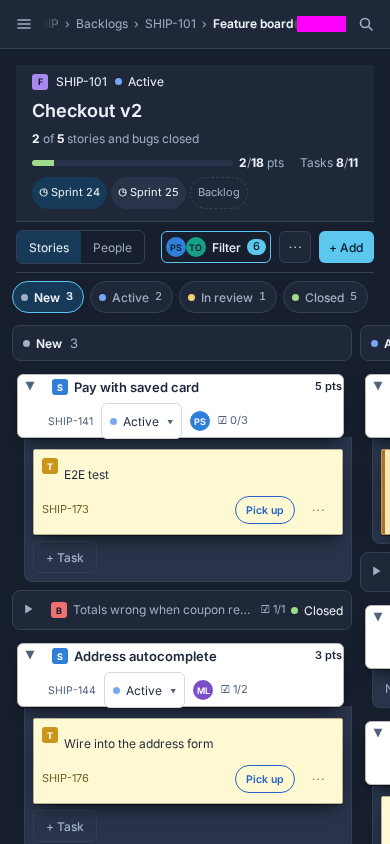 IP › Backlogs › SHIP-101 › Feature board
F SHIP-101 Active
Checkout v2
2 of 5 stories and bugs closed
2/18 pts Tasks 8/11
Sprint 24 Sprint 25 Backlog
Stories People PS TO Filter 6 ... + Add
New 3 Active 2 In review 1 Closed 5
New 3 A
S Pay with saved card 5 pts
SHIP-141 Active PS 0/3
T E2E test
SHIP-173 Pick up ...
+ Task
B Totals wrong when coupon re... 1/1 Closed
S Address autocomplete 3 pts
SHIP-144 Active ML 1/2
T Wire into the address form
SHIP-176 Pick up ...
+ Task